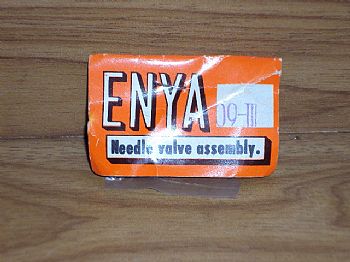 ENYA
09-III
Needle valve assembly.